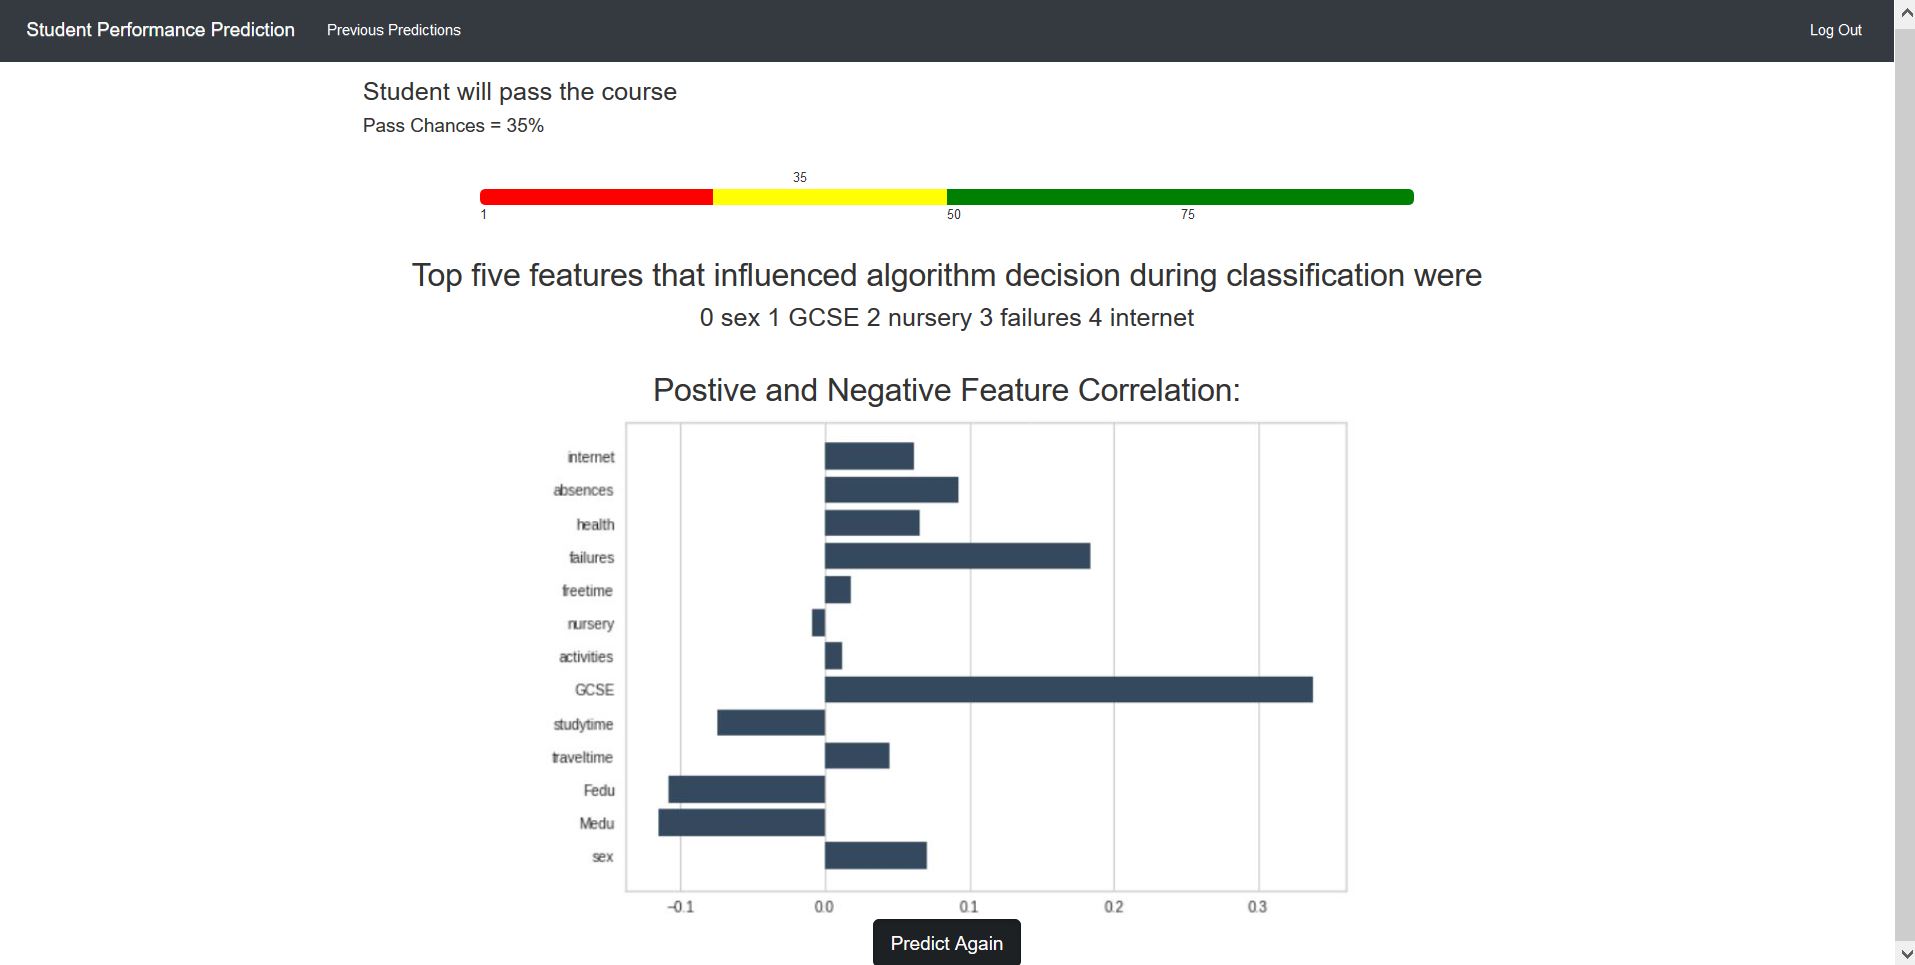 Student Performance Prediction Previous Predictions Log Out
Student will pass the course
Pass Chances = 35%
35
1 50 75
Top five features that influenced algorithm decision during classification were
0 sex 1 GCSE 2 nursery 3 failures 4 internet
Postive and Negative Feature Correlation:
internet
absences
health
failures
freetime
nursery
activities
GCSE
studytime
traveltime
Fedu
Medu
sex
−0.1 0.0 0.1 0.2 0.3
Predict Again